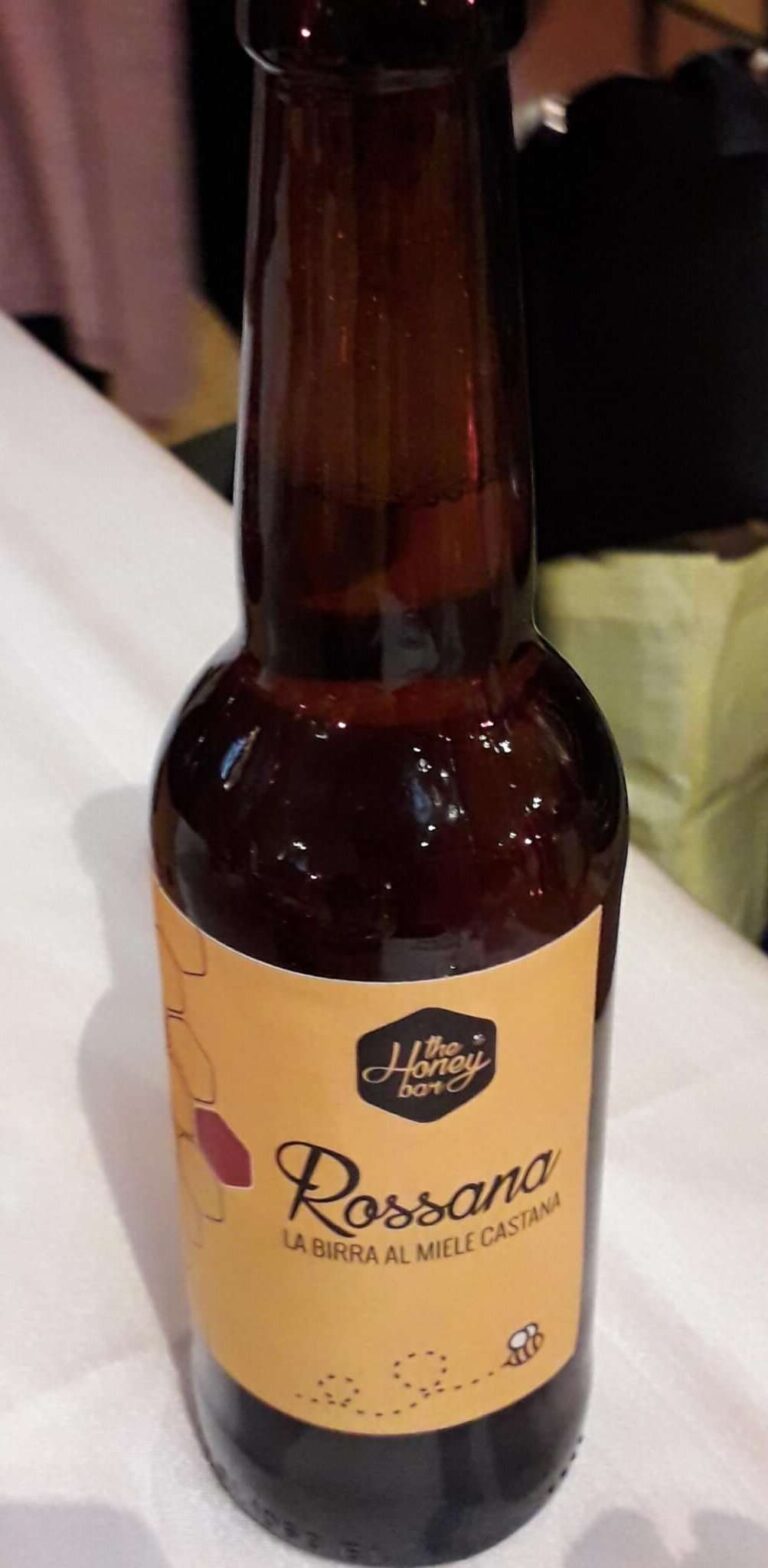 the
Honey
bar
Rossana
LA BIRRA AL MIELE CASTANA